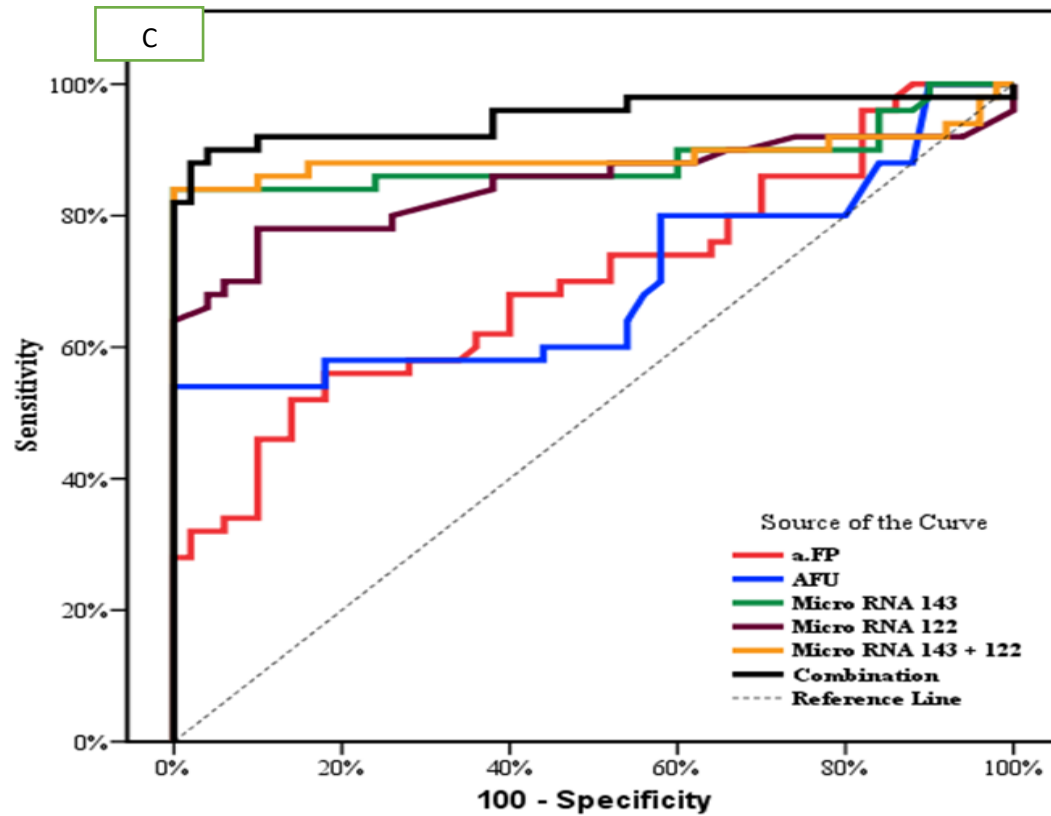 C
100%
80%
60%
40%
20%
0%
Sensitivity
Source of the Curve
a.FP
AFU
Micro RNA 143
Micro RNA 122
Micro RNA 143 + 122
Combination
Reference Line
0% 20% 40% 60% 80% 100%
100 - Specificity